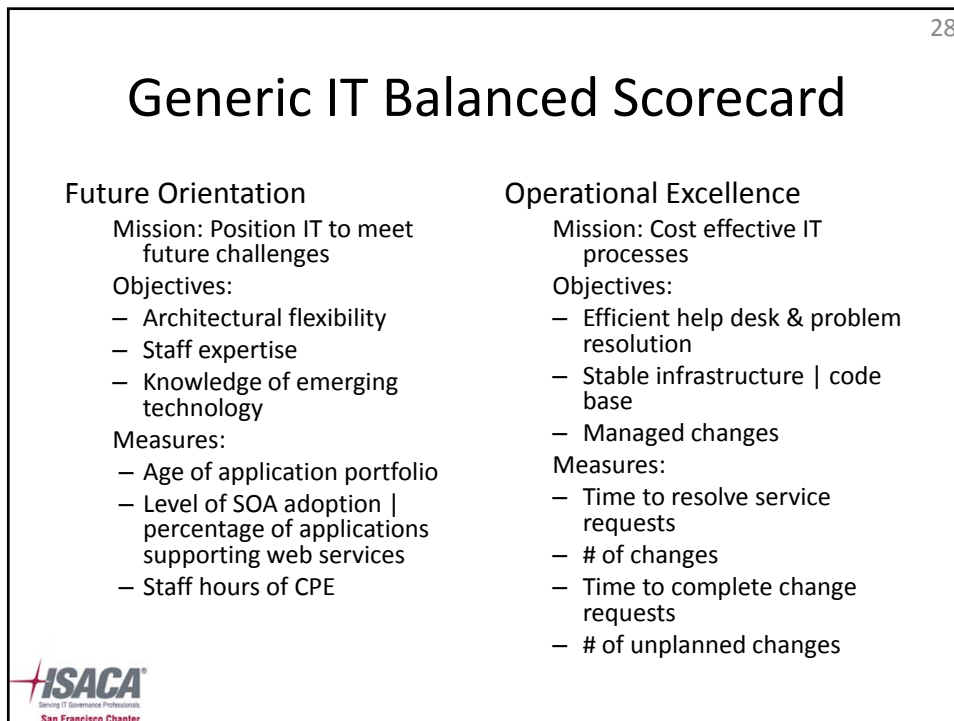 28
Generic IT Balanced Scorecard
Future Orientation
Mission: Position IT to meet
future challenges
Objectives:
– Architectural flexibility
– Staff expertise
– Knowledge of emerging
technology
Measures:
– Age of application portfolio
– Level of SOA adoption |
percentage of applications
supporting web services
– Staff hours of CPE
Operational Excellence
Mission: Cost effective IT
processes
Objectives:
– Efficient help desk & problem
resolution
– Stable infrastructure | code
base
– Managed changes
Measures:
– Time to resolve service
requests
– # of changes
– Time to complete change
requests
– # of unplanned changes
ISACA®
Serving IT Governance Professionals
San Francisco Chapter